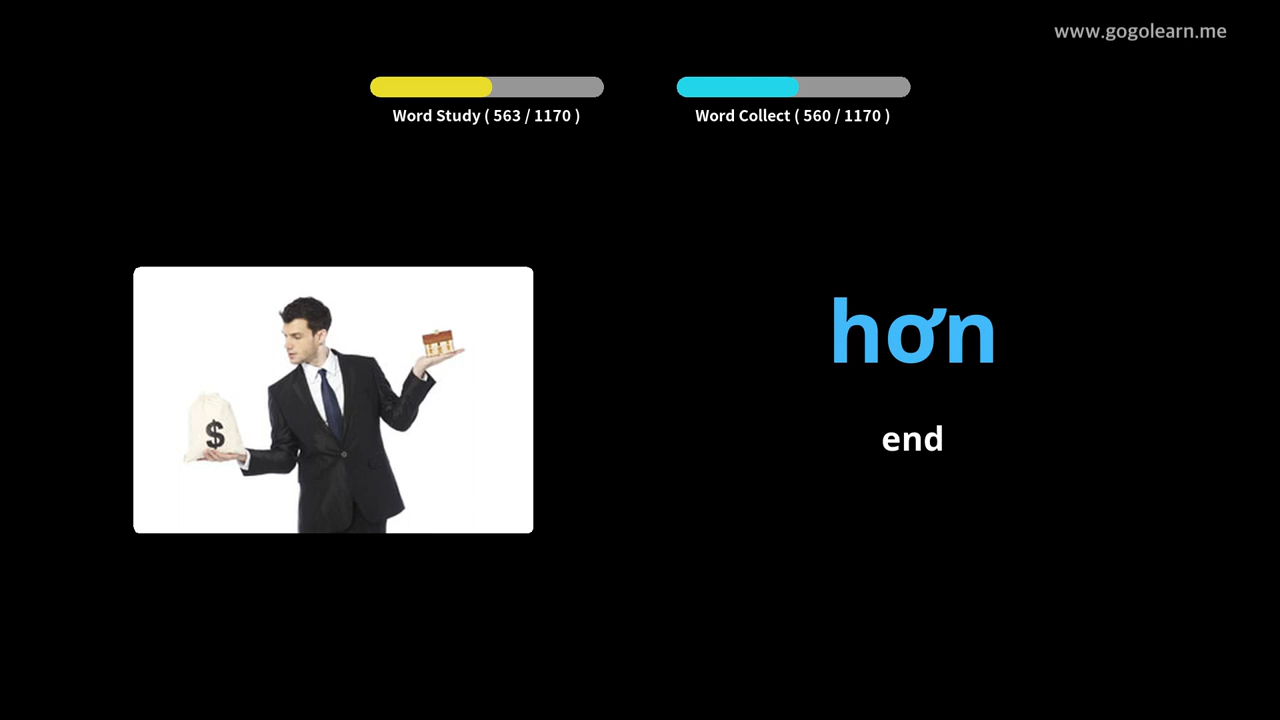 www.gogolearn.me
Word Study ( 563 / 1170 )
Word Collect ( 560 / 1170 )
hơn
$
end